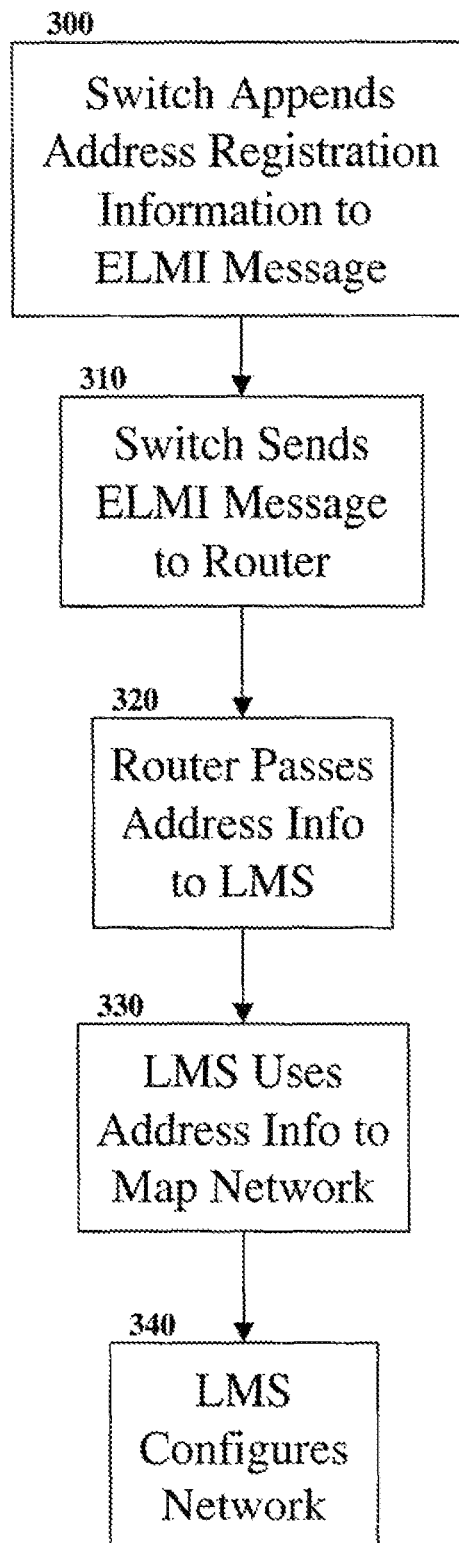 300
Switch Appends
Address Registration
Information to
ELMI Message
310
Switch Sends
ELMI Message
to Router
320
Router Passes
Address Info
to LMS
330
LMS Uses
Address Info to
Map Network
340
LMS
Configures
Network